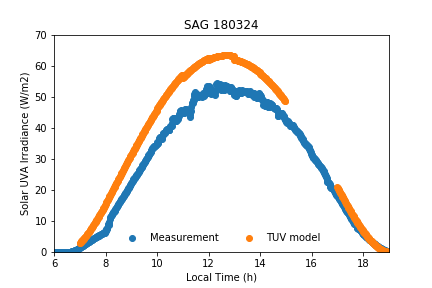 SAG 180324
70
60
50
40
30
20
10
0
Solar UVA Irradiance (W/m2)
Measurement TUV model
6 8 10 12 14 16 18
Local Time (h)